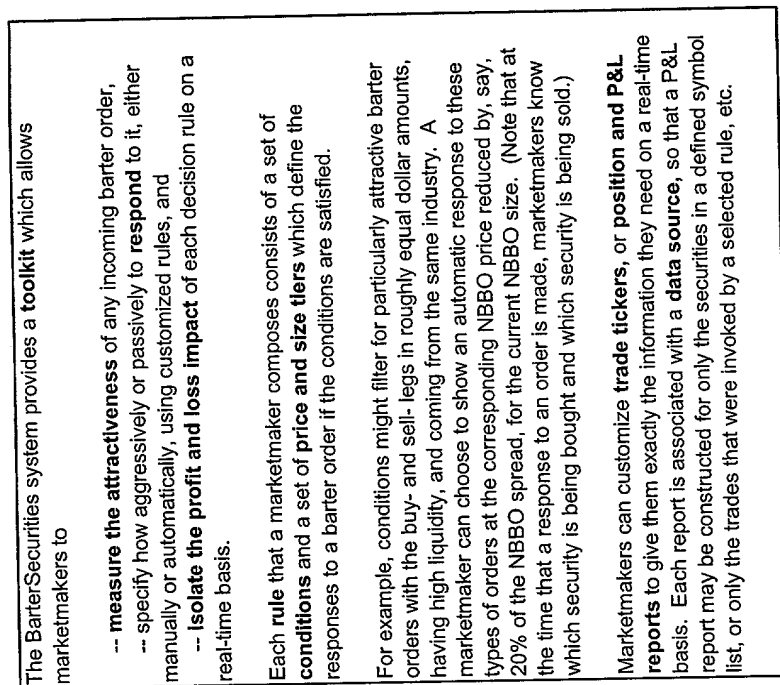 The BarterSecurities system provides a toolkit which allows
marketmakers to
-- measure the attractiveness of any incoming barter order,
-- specify how aggressively or passively to respond to it, either
manually or automatically, using customized rules, and
-- Isolate the profit and loss impact of each decision rule on a
real-time basis.
Each rule that a marketmaker composes consists of a set of
conditions and a set of price and size tiers which define the
responses to a barter order if the conditions are satisfied.
For example, conditions might filter for particularly attractive barter
orders with the buy- and sell- legs in roughly equal dollar amounts,
having high liquidity, and coming from the same industry. A
marketmaker can choose to show an automatic response to these
types of orders at the corresponding NBBO price reduced by, say,
20% of the NBBO spread, for the current NBBO size. (Note that at
the time that a response to an order is made, marketmakers know
which security is being bought and which security is being sold.)
Marketmakers can customize trade tickers, or position and P&L
reports to give them exactly the information they need on a real-time
basis. Each report is associated with a data source, so that a P&L
report may be constructed for only the securities in a defined symbol
list, or only the trades that were invoked by a selected rule, etc.